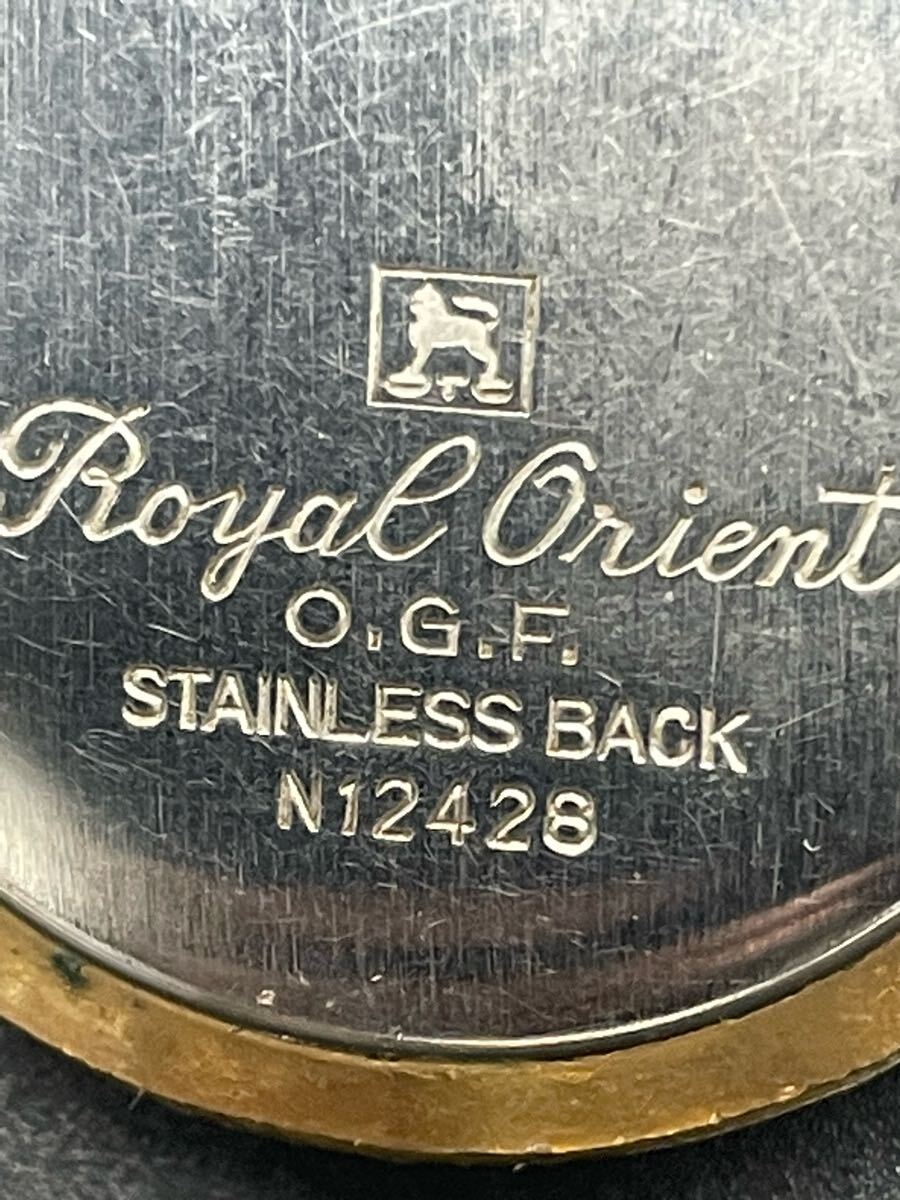 Royal Orient
O.G.F.
STAINLESS BACK
N12428